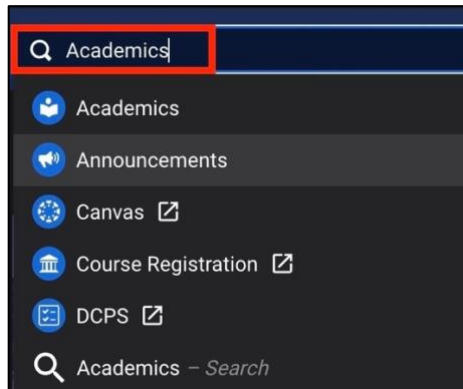 Academics
Academics
Announcements
Canvas
Course Registration
DCPS
Academics – Search